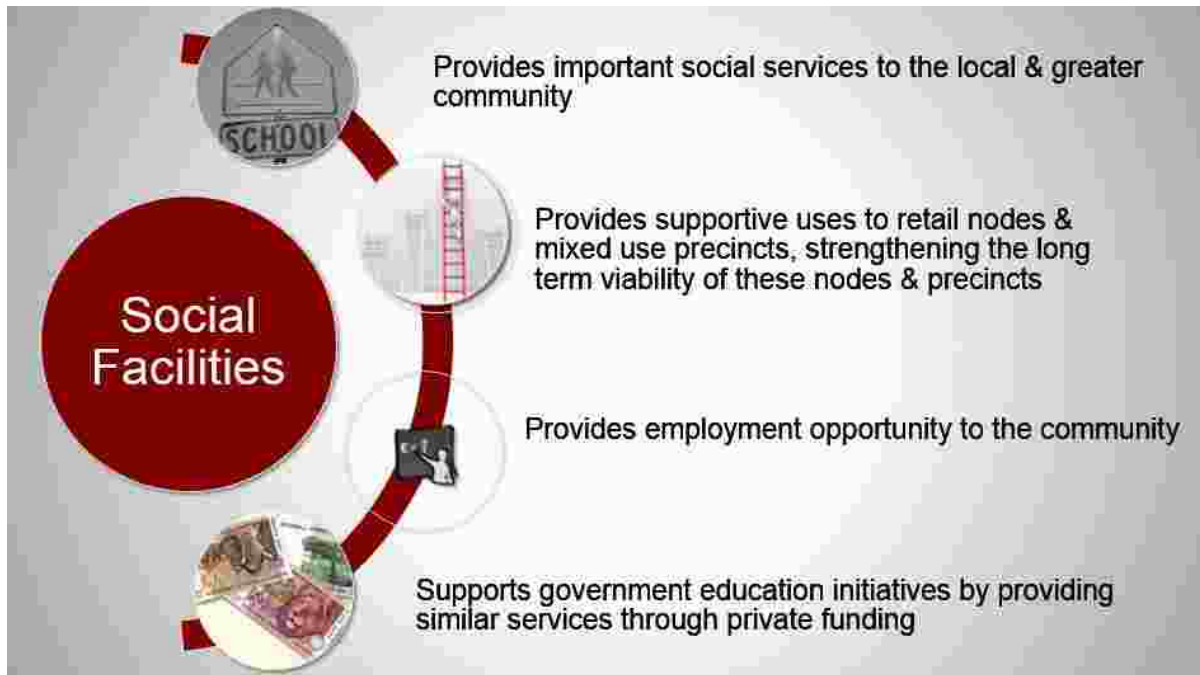 SCHOOL
Provides important social services to the local & greater
community
Provides supportive uses to retail nodes &
mixed use precincts, strengthening the long
term viability of these nodes & precincts
Social
Facilities
Provides employment opportunity to the community
Supports government education initiatives by providing
similar services through private funding